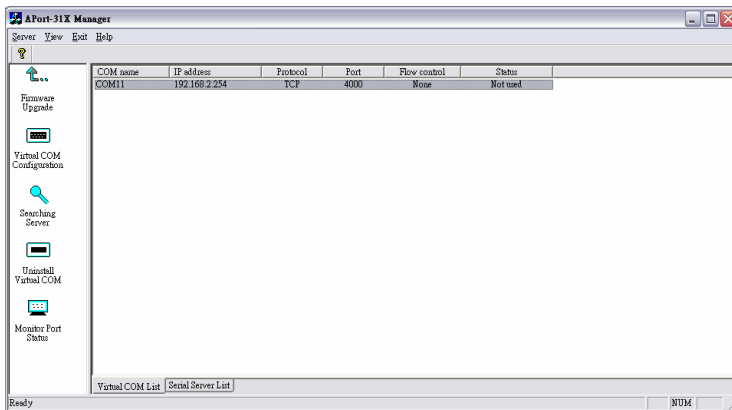 APort-31X Manager
Server View Exit Help
Firmware
Upgrade
Virtual COM
Configuration
Searching
Server
Uninstall
Virtual COM
Monitor Port
Status
COM name IP address Protocol Port Flow control Status
COM11 192.168.2.254 TCP 4000 None Not used
Virtual COM List Serial Server List
Ready NUM